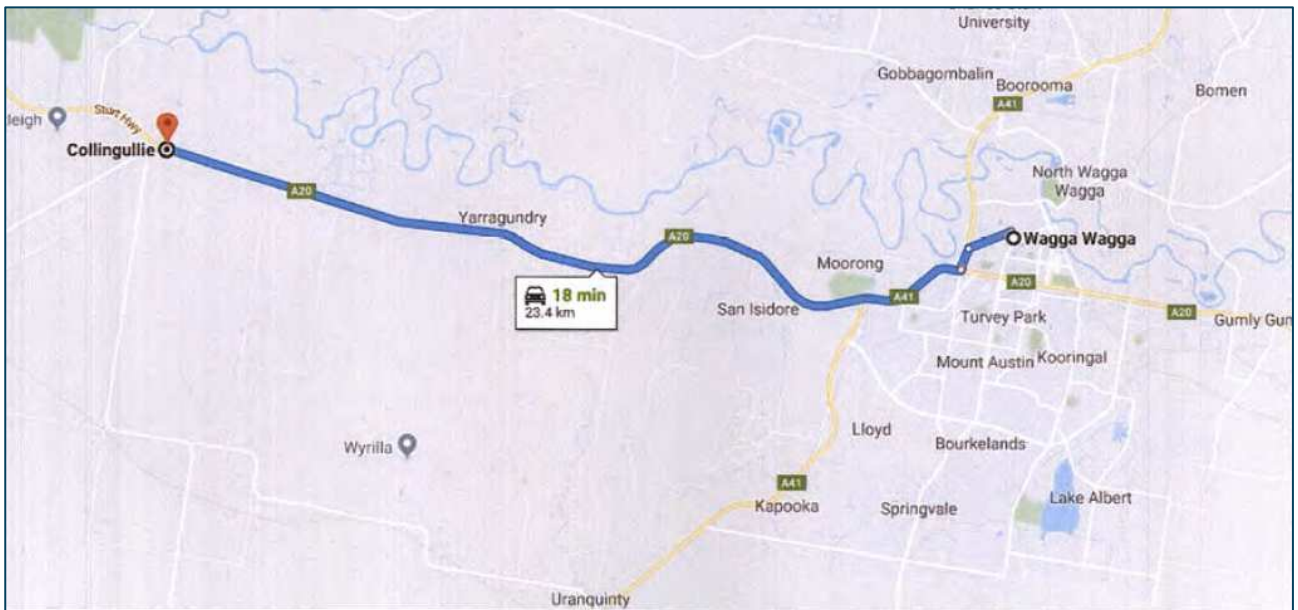 University
Gobbagombalin
Boorooma
A41
Bomen
leigh
Sturt Hwy
Collingullie
A20
North Wagga
Wagga
Yarragundry
A20
Wagga Wagga
Moorong
18 min
23.4 km
San Isidore
A41
A20
A20
Turvey Park
Gumly Gum
Mount Austin
Kooringal
Wyrilla
Lloyd
Bourkelands
A41
Kapooka
Springvale
Lake Albert
Uranquinty